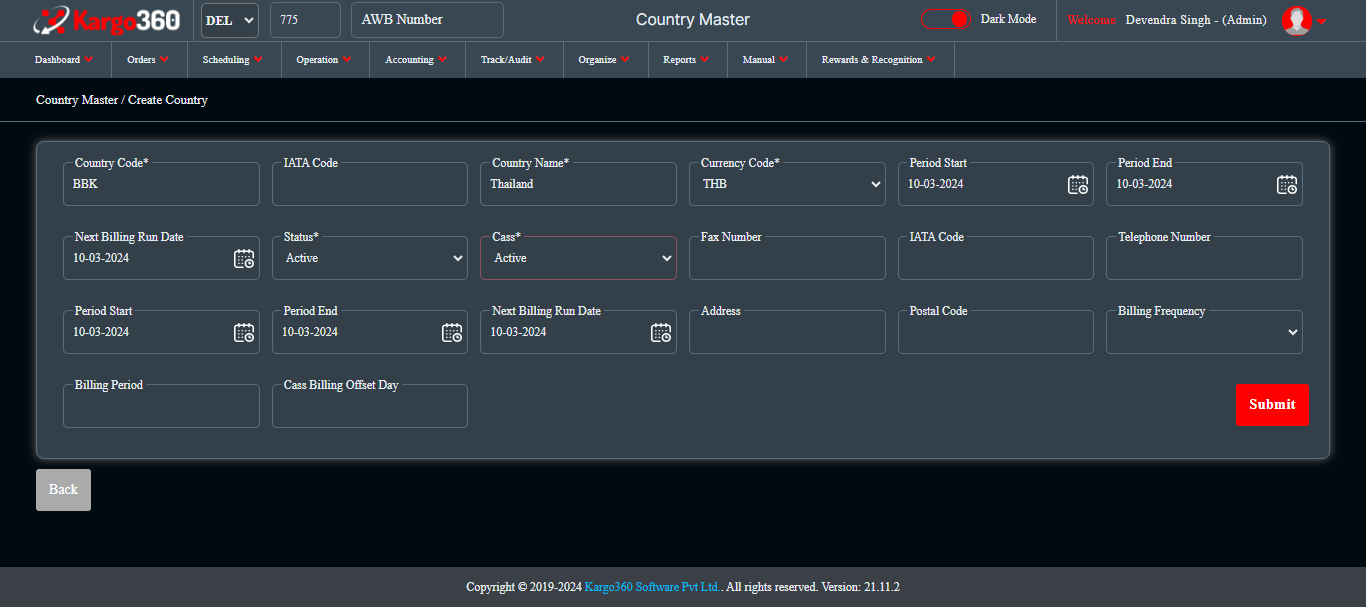 Kargo360 DEL 775 AWB Number Country Master Dark Mode Welcome Devendra Singh - (Admin)
Dashboard Orders Scheduling Operation Accounting Track/Audit Organize Reports Manual Rewards & Recognition
Country Master / Create Country
Country Code* IATA Code Country Name* Currency Code* Period Start Period End
BBK Thailand THB 10-03-2024 10-03-2024
Next Billing Run Date Status* Cass* Fax Number IATA Code Telephone Number
10-03-2024 Active Active
Period Start Period End Next Billing Run Date Address Postal Code Billing Frequency
10-03-2024 10-03-2024 10-03-2024
Billing Period Cass Billing Offset Day
Submit
Back
Copyright © 2019-2024 Kargo360 Software Pvt Ltd.. All rights reserved. Version: 21.11.2